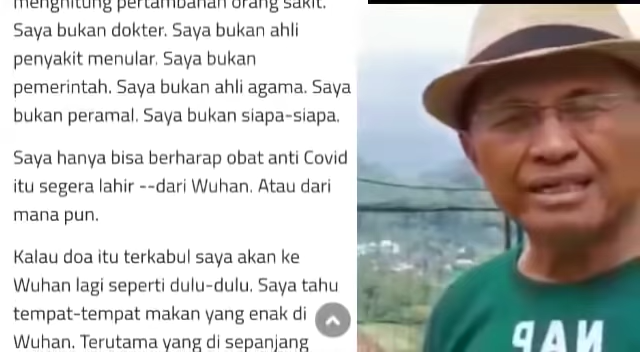 menghitung pertambahan orang sakit.
Saya bukan dokter. Saya bukan ahli
penyakit menular. Saya bukan
pemerintah. Saya bukan ahli agama. Saya
bukan peramal. Saya bukan siapa-siapa.
Saya hanya bisa berharap obat anti Covid
itu segera lahir --dari Wuhan. Atau dari
mana pun.
Kalau doa itu terkabul saya akan ke
Wuhan lagi seperti dulu-dulu. Saya tahu
tempat-tempat makan yang enak di
Wuhan. Terutama yang di sepanjang
NAP